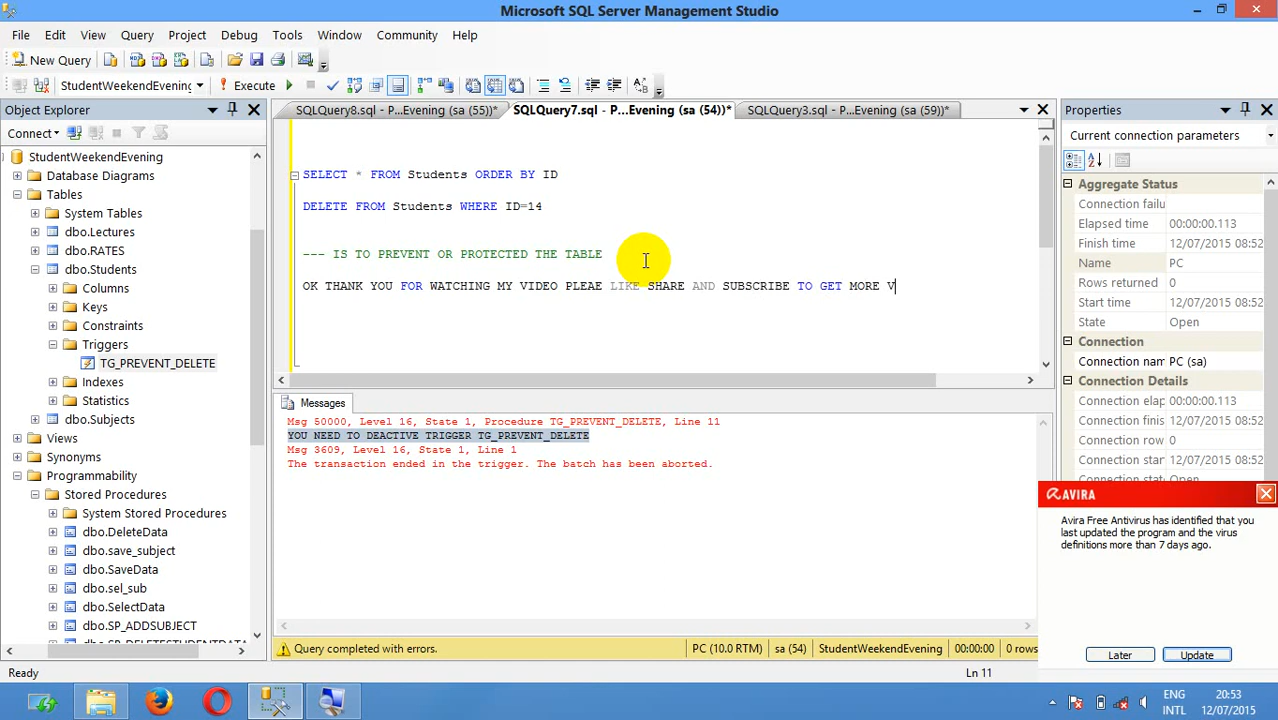 Microsoft SQL Server Management Studio
File Edit View Query Project Debug Tools Window Community Help
New Query
StudentWeekendEvening Execute
Object Explorer
Connect
StudentWeekendEvening
Database Diagrams
Tables
System Tables
dbo.Lectures
dbo.RATES
dbo.Students
Columns
Keys
Constraints
Triggers
TG_PREVENT_DELETE
Indexes
Statistics
dbo.Subjects
Views
Synonyms
Programmability
Stored Procedures
System Stored Procedures
dbo.DeleteData
dbo.save_subject
dbo.SaveData
dbo.sel_sub
dbo.SelectData
dbo.SP_ADDSUBJECT
dbo.SP_DELETESTUDENTDATA
SQLQuery8.sql - P...Evening (sa (55))* SQLQuery7.sql - P...Evening (sa (54))* SQLQuery3.sql - P...Evening (sa (59))*
SELECT * FROM Students ORDER BY ID
DELETE FROM Students WHERE ID=14
--- IS TO PREVENT OR PROTECTED THE TABLE
OK THANK YOU FOR WATCHING MY VIDEO PLEAE LIKE SHARE AND SUBSCRIBE TO GET MORE V
Messages
Msg 50000, Level 16, State 1, Procedure TG_PREVENT_DELETE, Line 11
YOU NEED TO DEACTIVE TRIGGER TG_PREVENT_DELETE
Msg 3609, Level 16, State 1, Line 1
The transaction ended in the trigger. The batch has been aborted.
Query completed with errors. PC (10.0 RTM) sa (54) StudentWeekendEvening 00:00:00 0 rows
Properties
Current connection parameters
Aggregate Status
Connection failu
Elapsed time 00:00:00.113
Finish time 12/07/2015 08:52
Name PC
Rows returned 0
Start time 12/07/2015 08:52
State Open
Connection
Connection nam PC (sa)
Connection Details
Connection elap 00:00:00.113
Connection finis 12/07/2015 08:52
Connection row 0
Connection star 12/07/2015 08:52
Connection stat Open
AVIRA
Avira Free Antivirus has identified that you
last updated the program and the virus
definitions more than 7 days ago.
Later Update
Ready Ln 11
ENG 20:53
INTL 12/07/2015